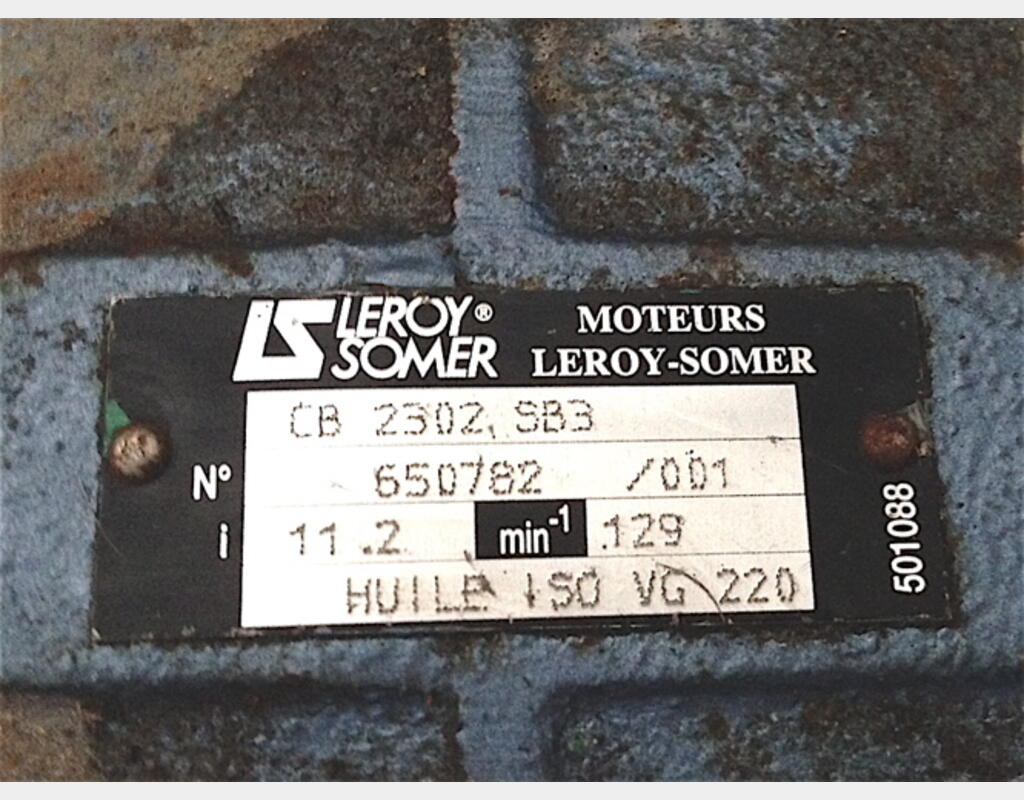 LEROY®
SOMER
MOTEURS
LEROY-SOMER
CB 2302 SB3
N° 650782 /001
i 11.2 min-1 129
HUILE ISO VG 220
501088